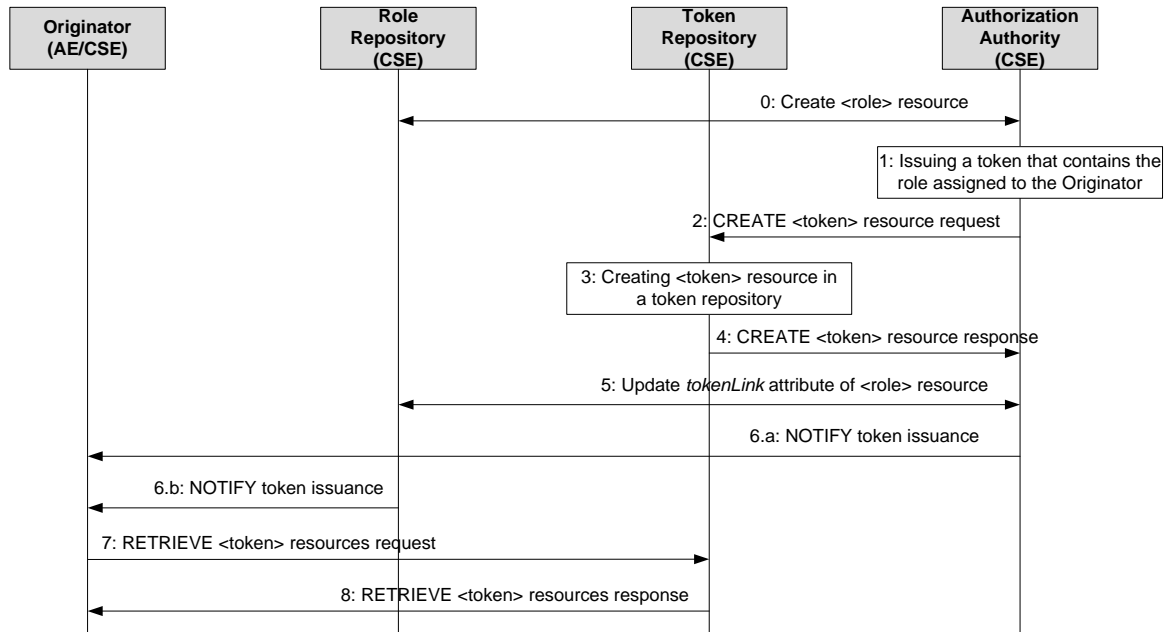 Originator
(AE/CSE)
Role
Repository
(CSE)
Token
Repository
(CSE)
Authorization
Authority
(CSE)
0: Create <role> resource
1: Issuing a token that contains the
role assigned to the Originator
2: CREATE <token> resource request
3: Creating <token> resource in
a token repository
4: CREATE <token> resource response
5: Update tokenLink attribute of <role> resource
6.a: NOTIFY token issuance
6.b: NOTIFY token issuance
7: RETRIEVE <token> resources request
8: RETRIEVE <token> resources response